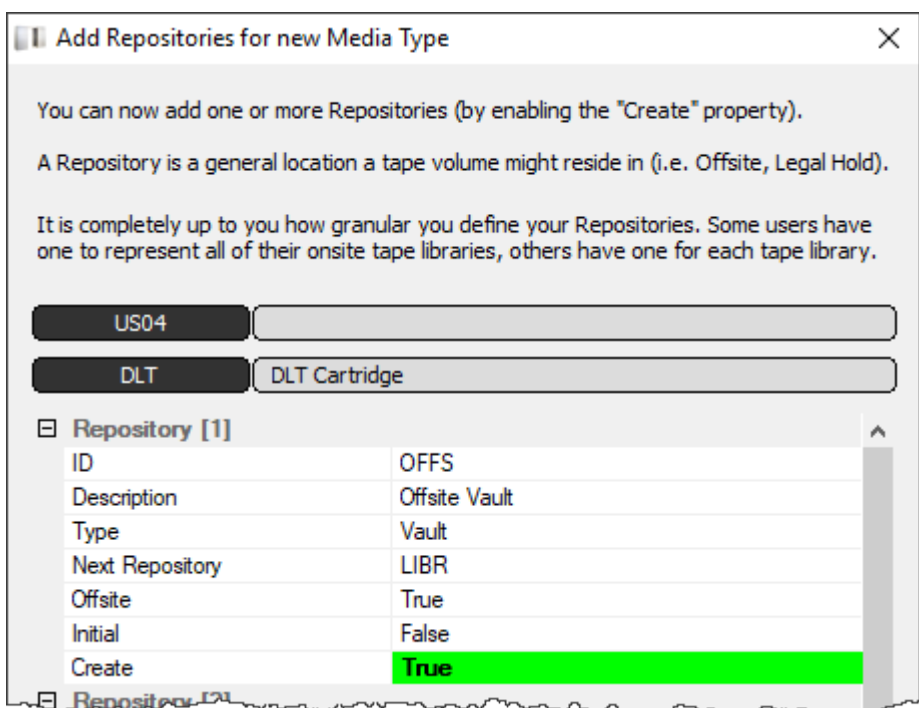 Add Repositories for new Media Type
You can now add one or more Repositories (by enabling the "Create" property).
A Repository is a general location a tape volume might reside in (i.e. Offsite, Legal Hold).
It is completely up to you how granular you define your Repositories. Some users have
one to represent all of their onsite tape libraries, others have one for each tape library.
US04
DLT DLT Cartridge
Repository [1]
ID OFFS
Description Offsite Vault
Type Vault
Next Repository LIBR
Offsite True
Initial False
Create True
Repository [2]